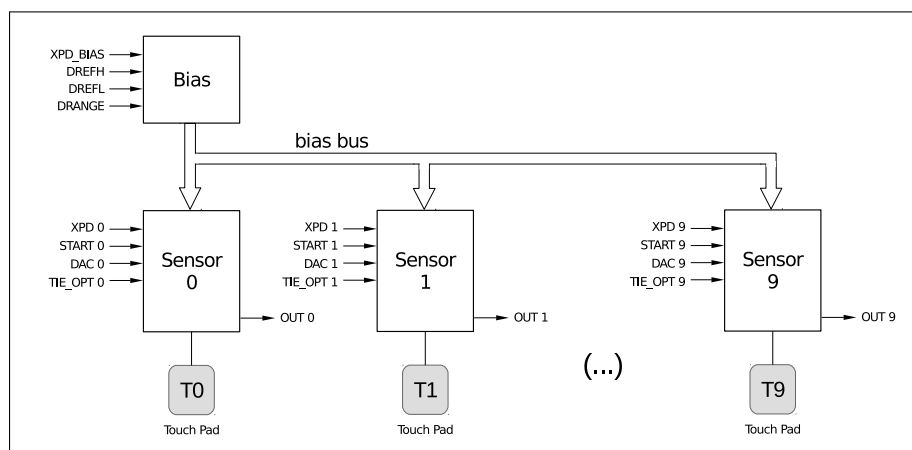 XPD_BIAS
DREFH
DREFL
DRANGE
Bias
bias bus
XPD 0
START 0
DAC 0
TIE_OPT 0
Sensor
0
OUT 0
XPD 1
START 1
DAC 1
TIE_OPT 1
Sensor
1
OUT 1
XPD 9
START 9
DAC 9
TIE_OPT 9
Sensor
9
OUT 9
T0
T1
(...)
T9
Touch Pad
Touch Pad
Touch Pad